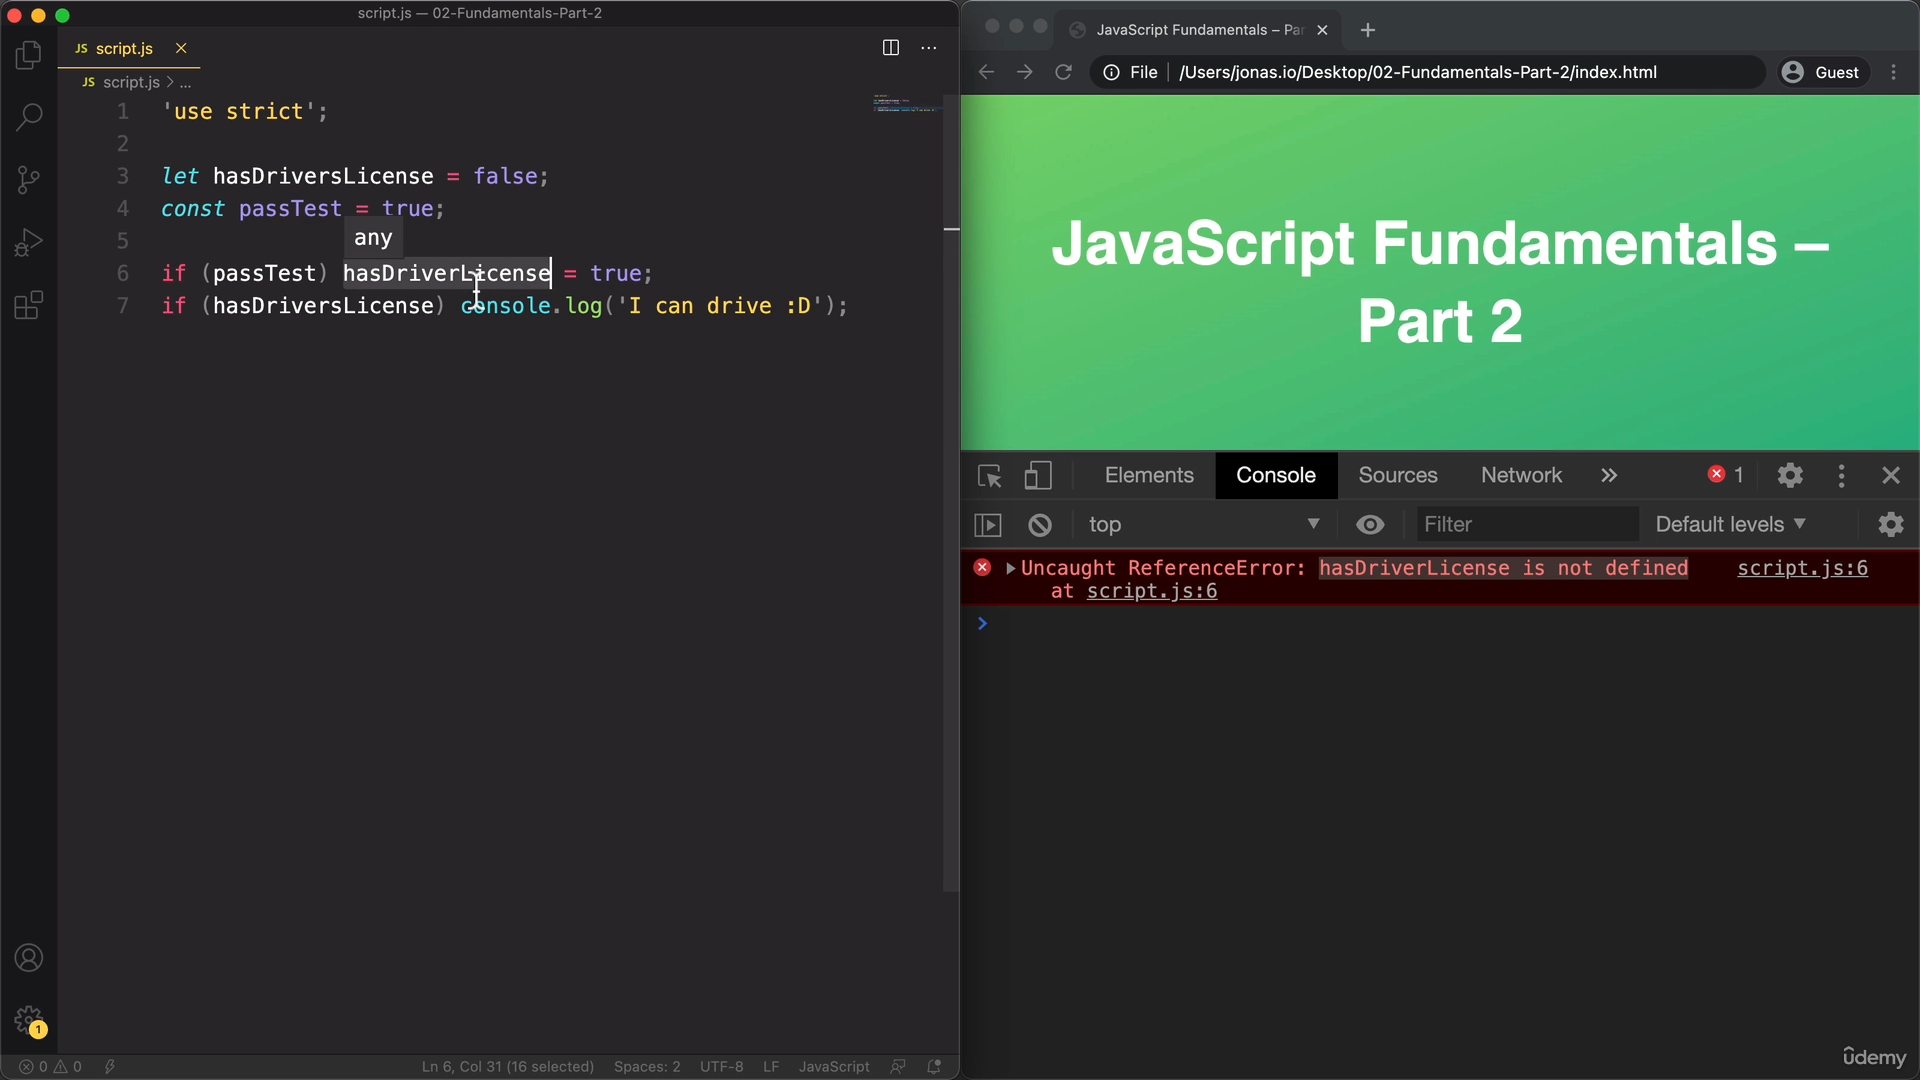 script.js — 02-Fundamentals-Part-2
JS script.js
JS script.js > ...
1 'use strict';
2
3 let hasDriversLicense = false;
4 const passTest = true;
5
any
6 if (passTest) hasDriverLicense = true;
7 if (hasDriversLicense) console.log('I can drive :D');
1
0 0
Ln 6, Col 31 (16 selected) Spaces: 2 UTF-8 LF JavaScript
JavaScript Fundamentals – Par
File /Users/jonas.io/Desktop/02-Fundamentals-Part-2/index.html Guest
JavaScript Fundamentals –
Part 2
Elements Console Sources Network 1
top Filter Default levels
Uncaught ReferenceError: hasDriverLicense is not defined script.js:6
at script.js:6
ûdemy